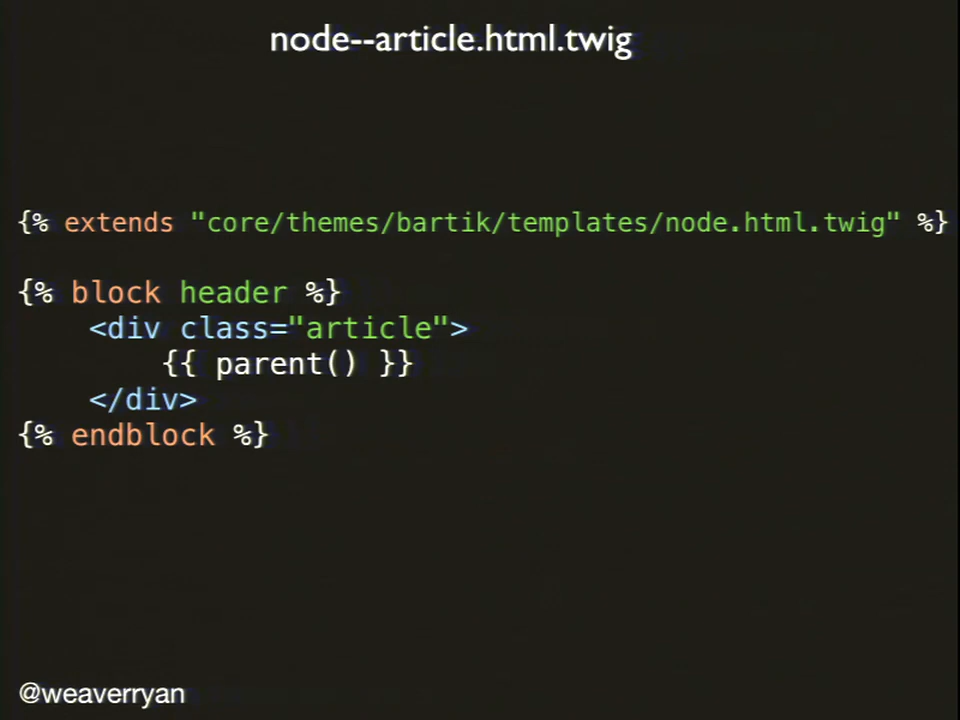 node--article.html.twig
{% extends "core/themes/bartik/templates/node.html.twig" %}
{% block header %}
    <div class="article">
        {{ parent() }}
    </div>
{% endblock %}
@weaverryan